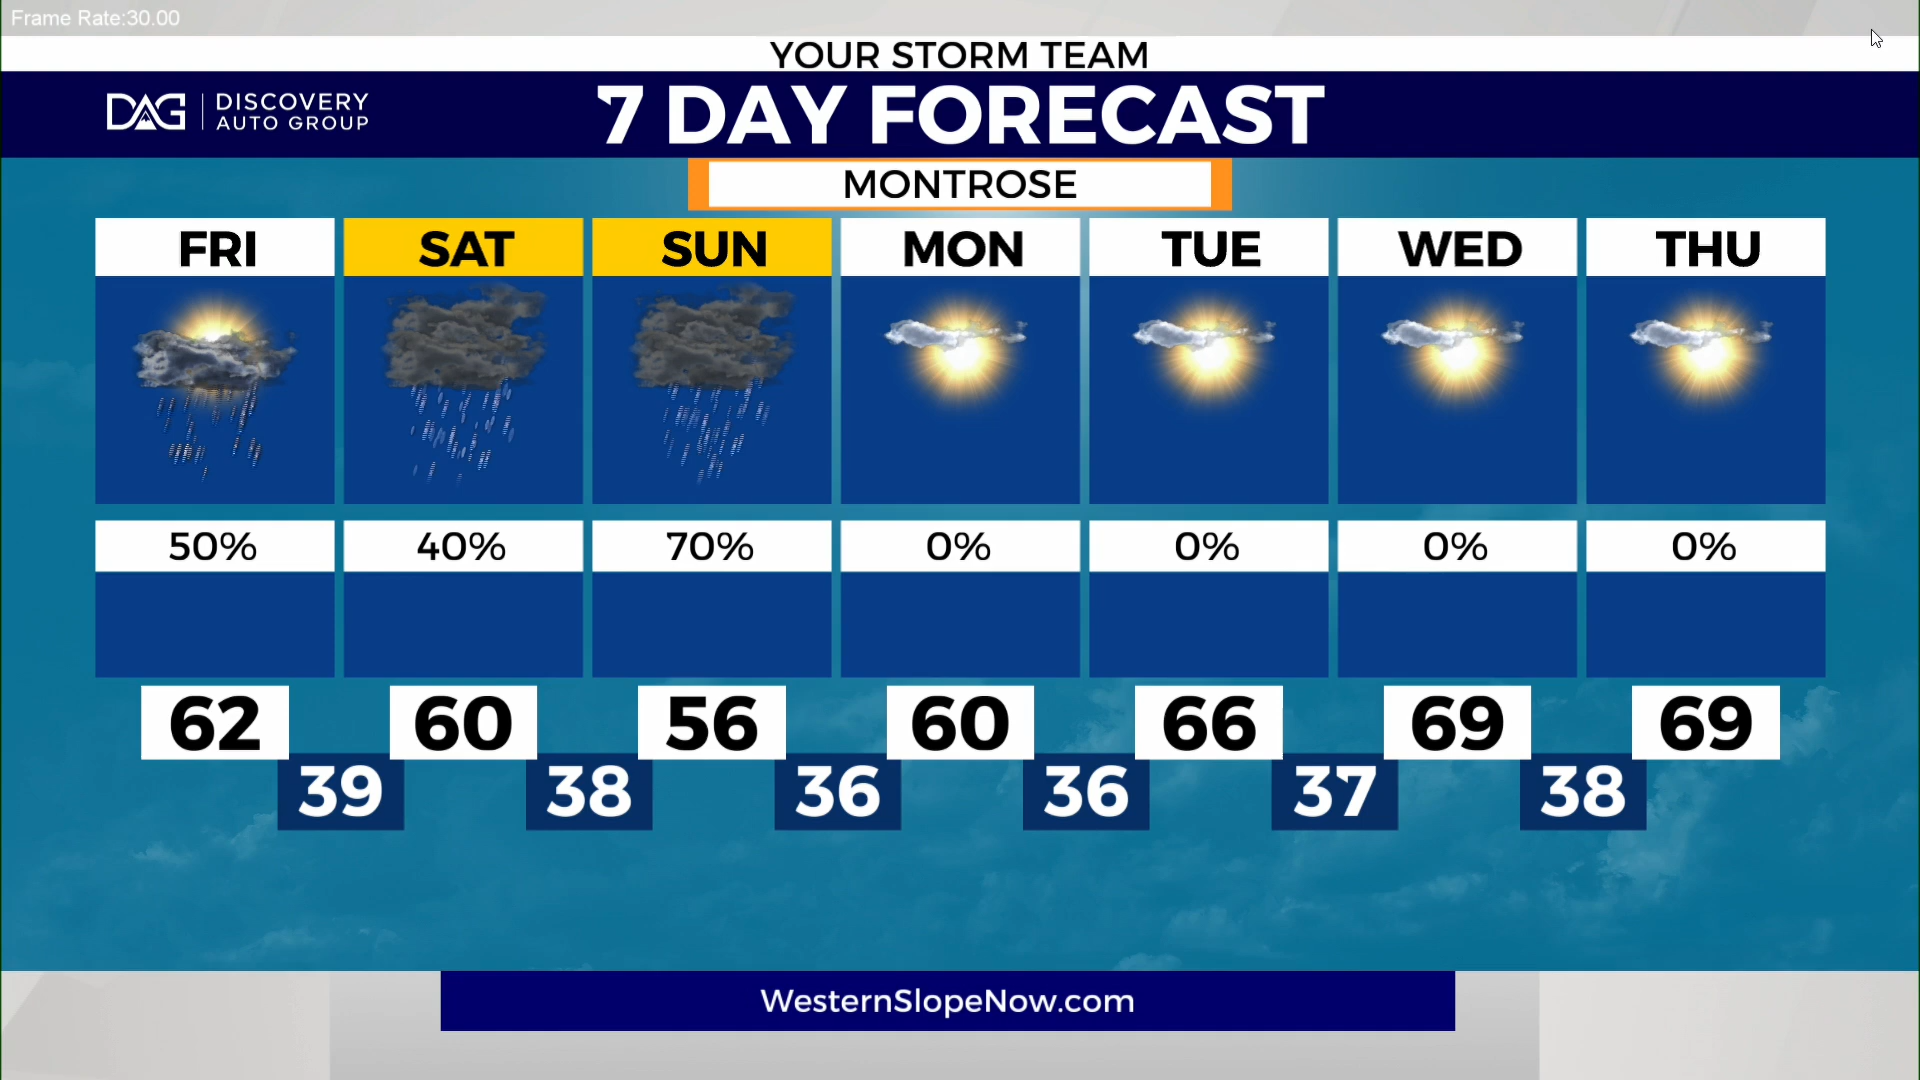 Frame Rate:30.00
YOUR STORM TEAM
DAG DISCOVERY
AUTO GROUP
7 DAY FORECAST
MONTROSE
FRI SAT SUN MON TUE WED THU
50% 40% 70% 0% 0% 0% 0%
62 60 56 60 66 69 69
39 38 36 36 37 38
WesternSlopeNow.com